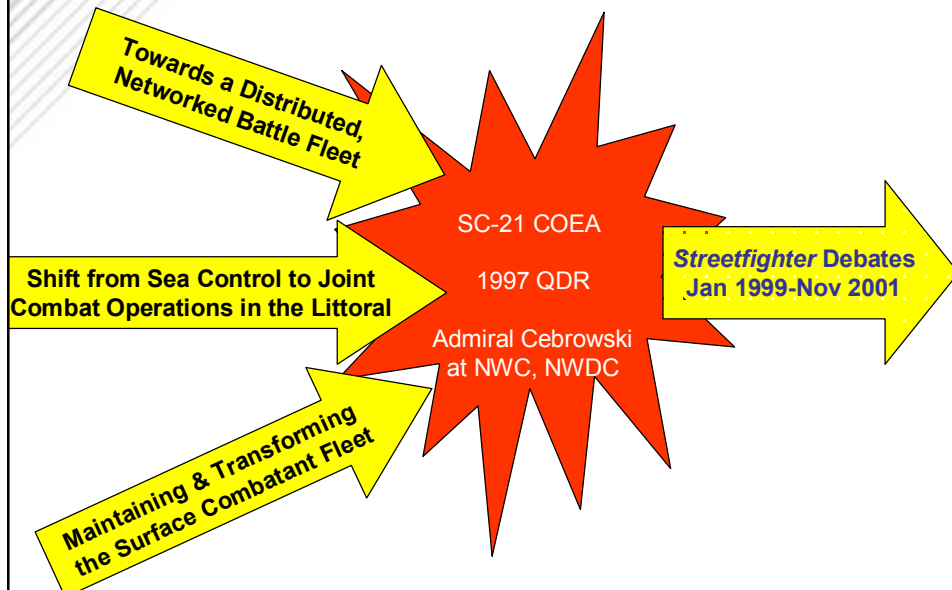 Towards a Distributed,
Networked Battle Fleet
Shift from Sea Control to Joint
Combat Operations in the Littoral
Maintaining & Transforming
the Surface Combatant Fleet
SC-21 COEA
1997 QDR
Admiral Cebrowski
at NWC, NWDC
Streetfighter Debates
Jan 1999-Nov 2001